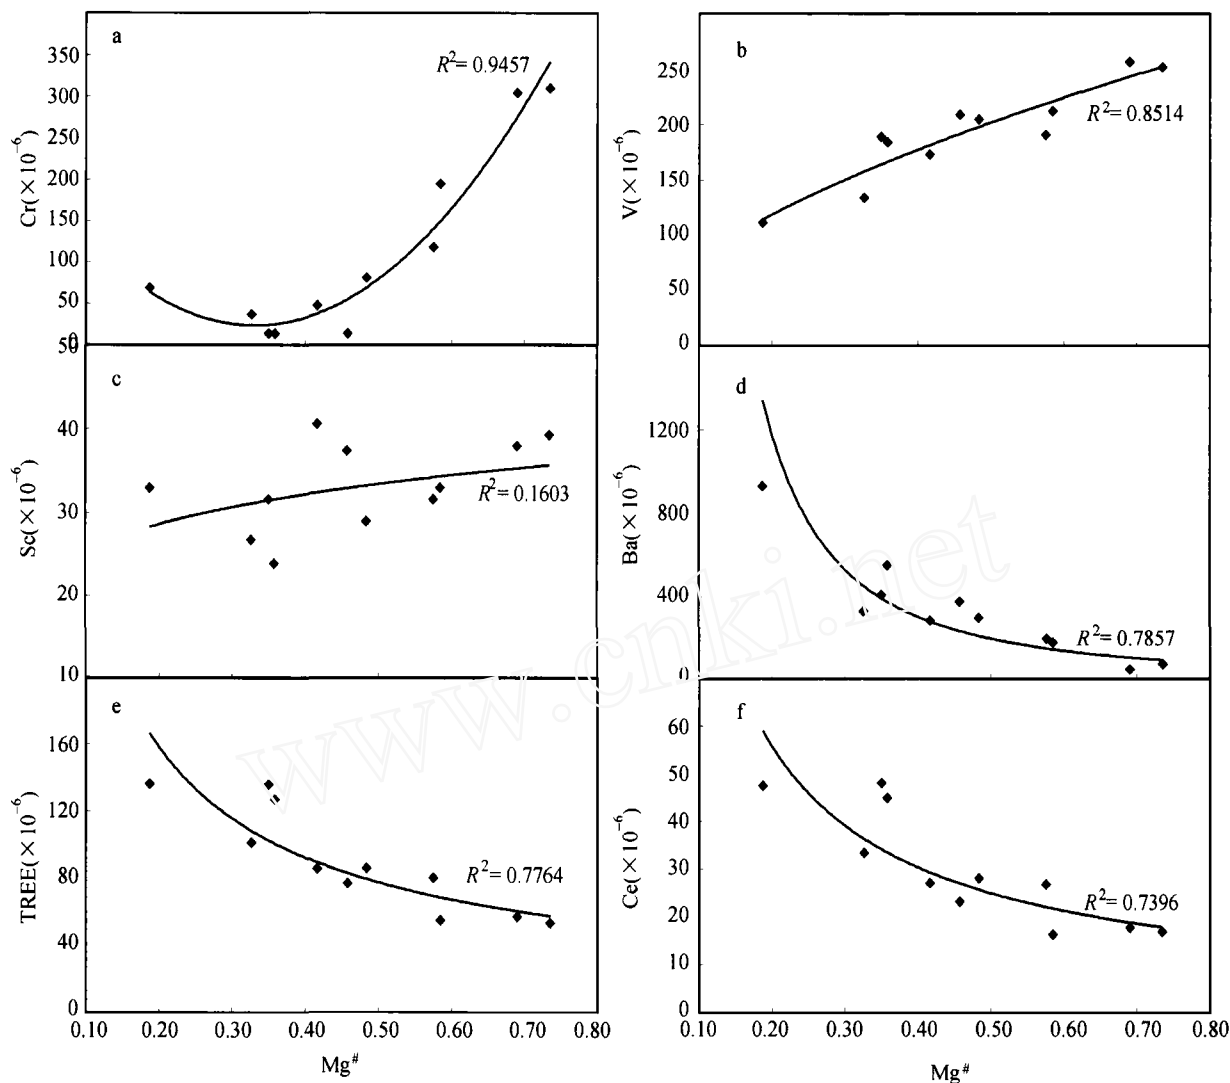 a
R²= 0.9457
Cr(×10⁻⁶)
350
300
250
200
150
100
50
0
b
R²= 0.8514
V(×10⁻⁶)
250
200
150
100
50
0
c
R²= 0.1603
Sc(×10⁻⁶)
50
40
30
20
10
d
R²= 0.7857
Ba(×10⁻⁶)
1200
800
400
0
e
R²= 0.7764
TREE(×10⁻⁶)
160
120
80
40
0
0.10 0.20 0.30 0.40 0.50 0.60 0.70 0.80
Mg#
f
R²= 0.7396
Ce(×10⁻⁶)
60
50
40
30
20
10
0
0.10 0.20 0.30 0.40 0.50 0.60 0.70 0.80
Mg#
www.cnki.net